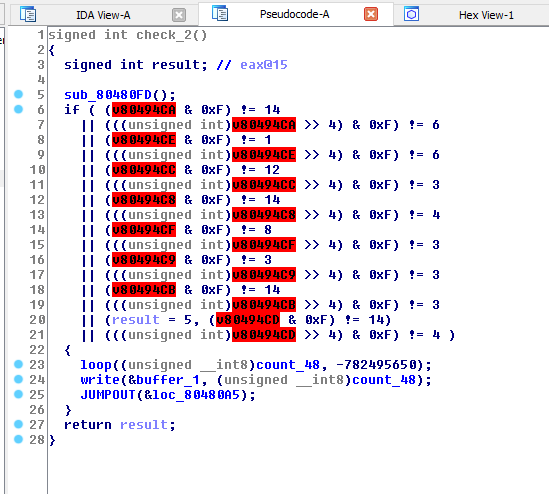 IDA View-A Pseudocode-A Hex View-1
1 signed int check_2()
2 {
3 signed int result; // eax@15
4
5 sub_80480FD();
6 if ( (v80494CA & 0xF) != 14
7 || (((unsigned int)v80494CA >> 4) & 0xF) != 6
8 || (v80494CE & 0xF) != 1
9 || (((unsigned int)v80494CE >> 4) & 0xF) != 6
10 || (v80494CC & 0xF) != 12
11 || (((unsigned int)v80494CC >> 4) & 0xF) != 3
12 || (v80494C8 & 0xF) != 14
13 || (((unsigned int)v80494C8 >> 4) & 0xF) != 4
14 || (v80494CF & 0xF) != 8
15 || (((unsigned int)v80494CF >> 4) & 0xF) != 3
16 || (v80494C9 & 0xF) != 3
17 || (((unsigned int)v80494C9 >> 4) & 0xF) != 3
18 || (v80494CB & 0xF) != 14
19 || (((unsigned int)v80494CB >> 4) & 0xF) != 3
20 || (result = 5, (v80494CD & 0xF) != 14)
21 || (((unsigned int)v80494CD >> 4) & 0xF) != 4 )
22 {
23 loop((unsigned __int8)count_48, -782495650);
24 write(&buffer_1, (unsigned __int8)count_48);
25 JUMPOUT(&loc_80480A5);
26 }
27 return result;
28 }